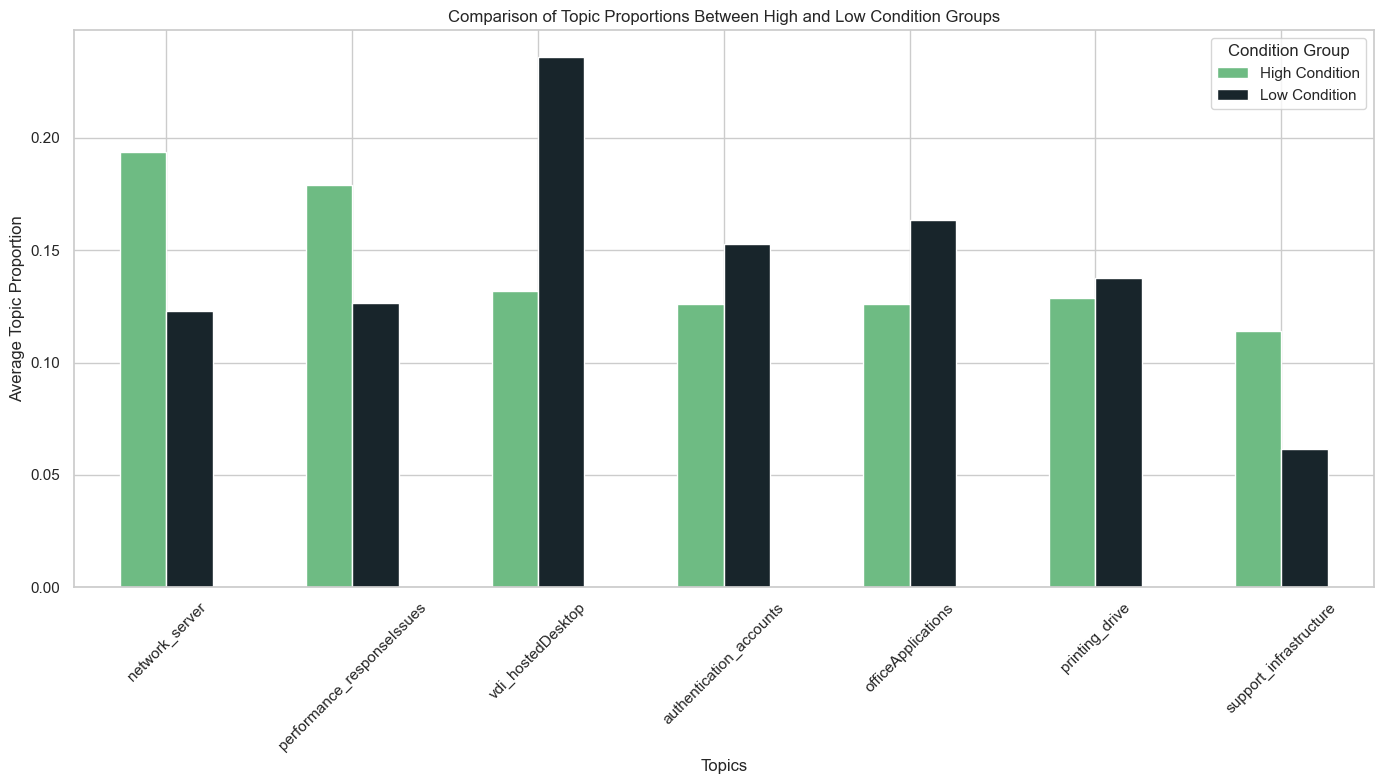 Comparison of Topic Proportions Between High and Low Condition Groups
Condition Group
High Condition
Low Condition
Average Topic Proportion
0.20
0.15
0.10
0.05
0.00
network_server
performance_responseIssues
vdi_hostedDesktop
authentication_accounts
officeApplications
printing_drive
support_infrastructure
Topics